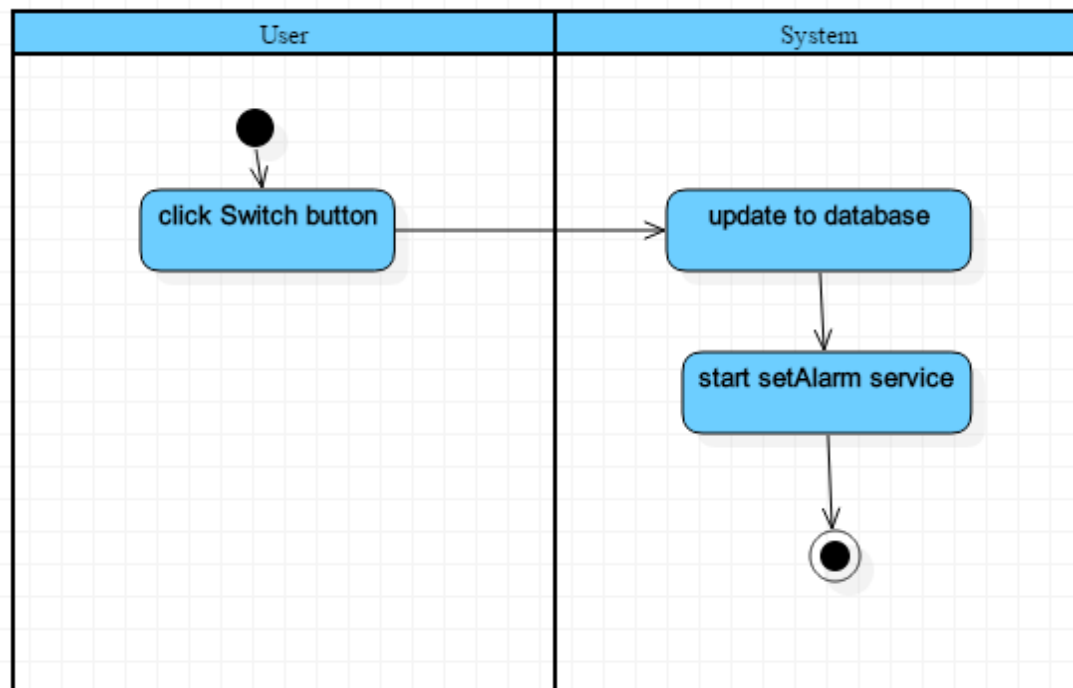 User
System
click Switch button
update to database
start setAlarm service